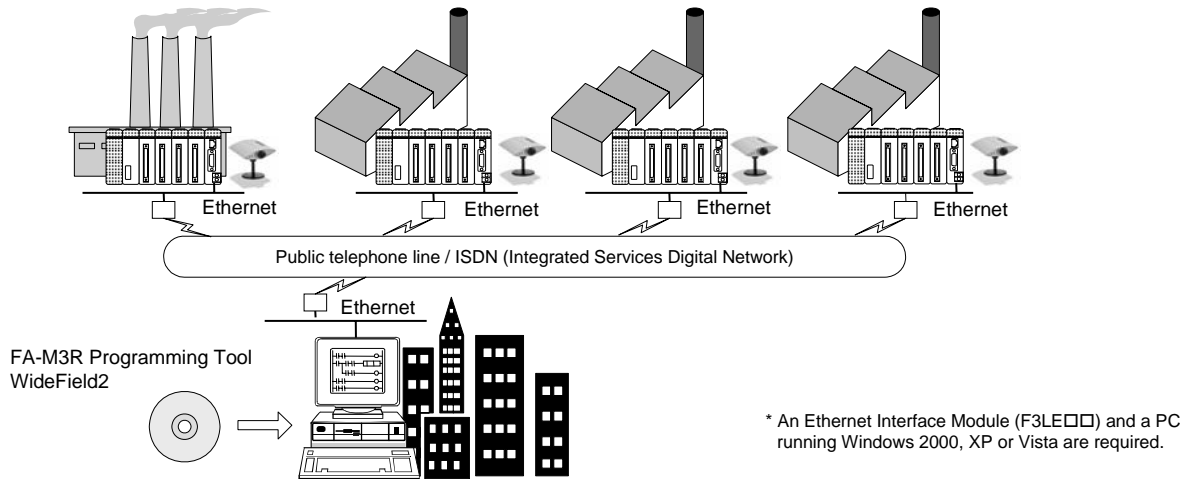 Ethernet
Ethernet
Ethernet
Ethernet
Public telephone line / ISDN (Integrated Services Digital Network)
Ethernet
FA-M3R Programming Tool
WideField2
* An Ethernet Interface Module (F3LE□□) and a PC
running Windows 2000, XP or Vista are required.